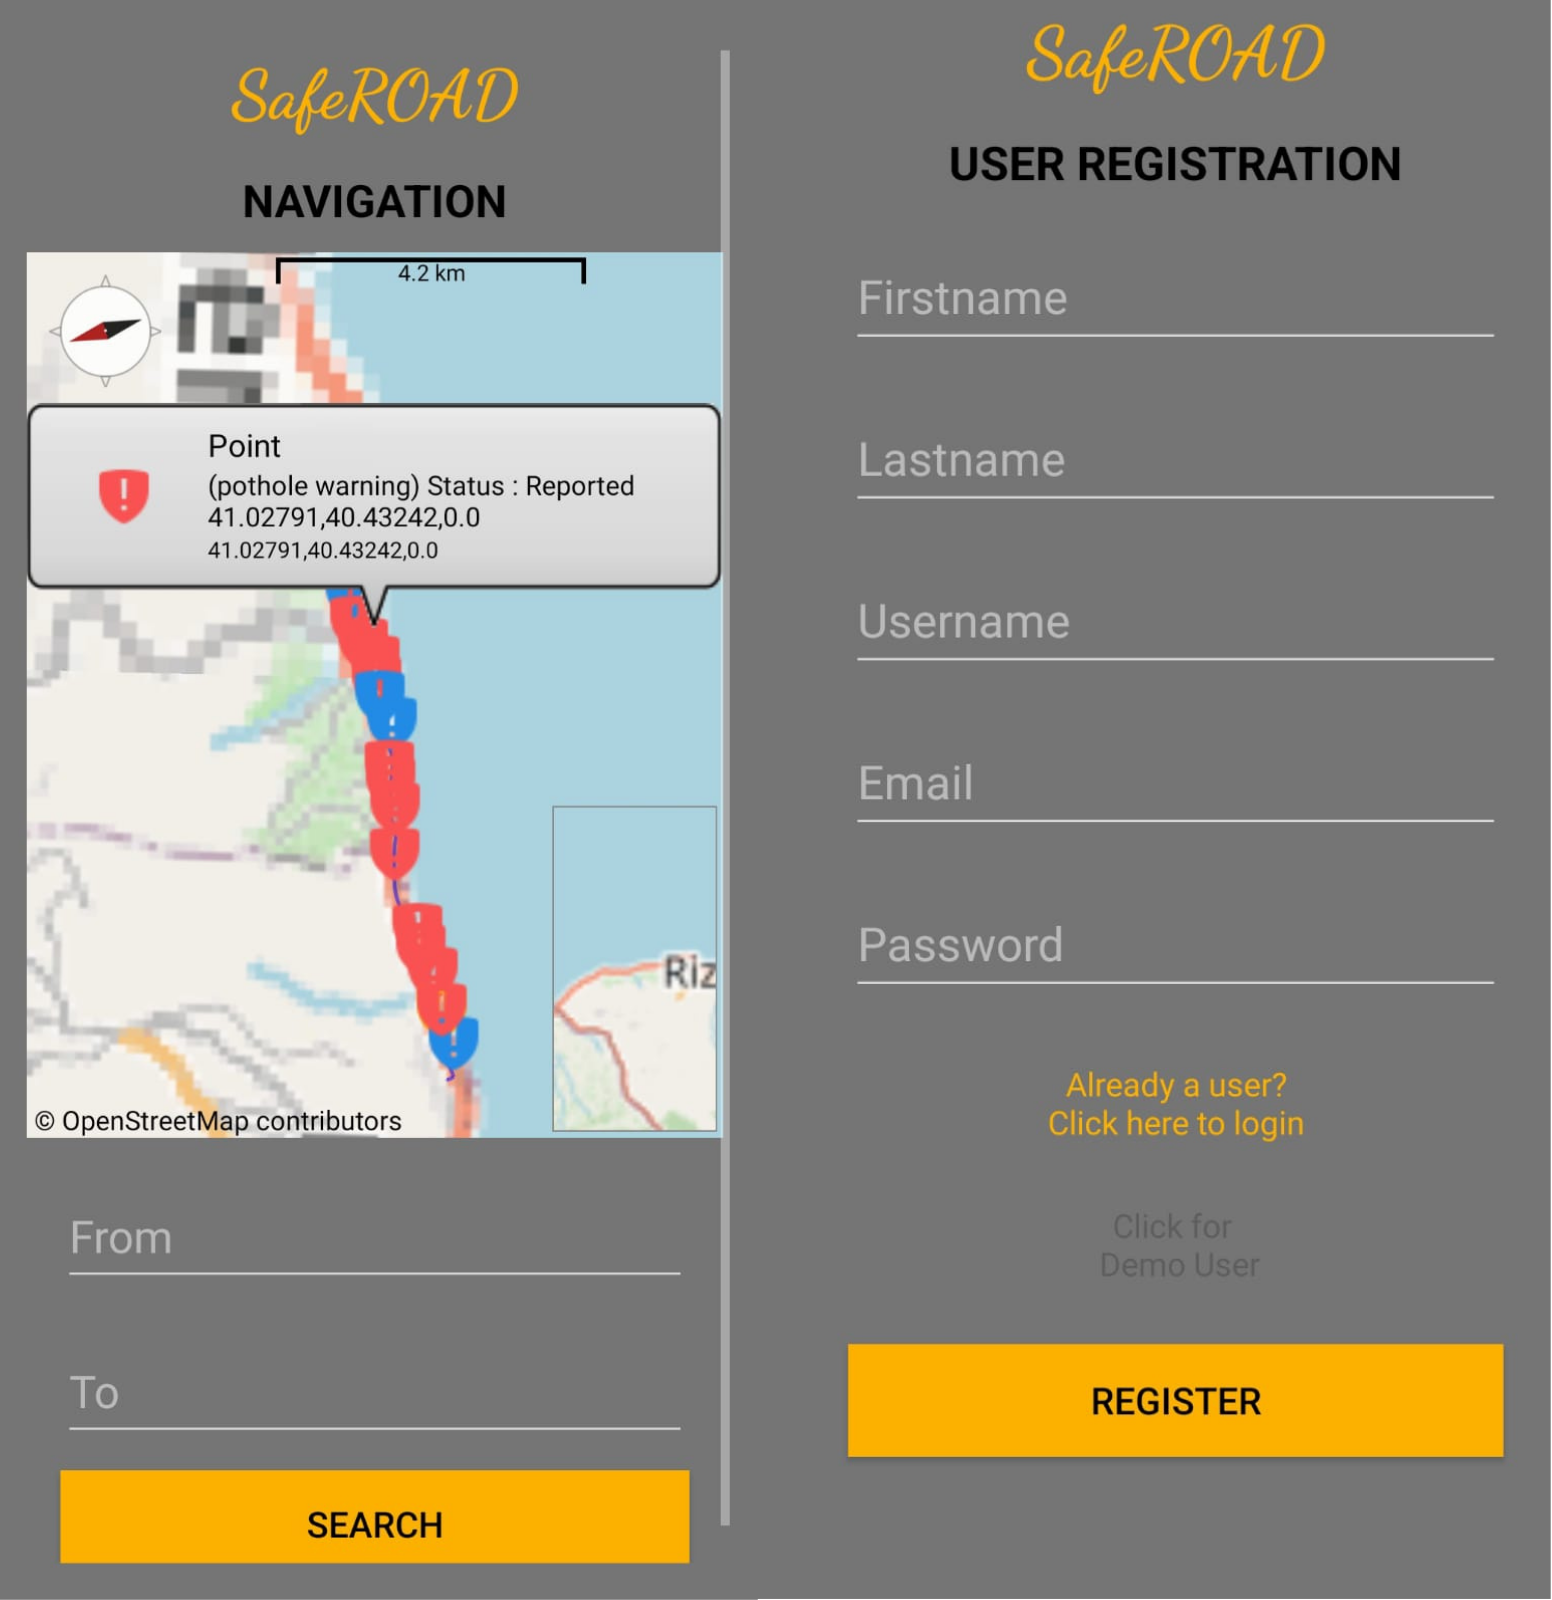 SafeROAD
NAVIGATION
4.2 km
Point
(pothole warning) Status : Reported
41.02791,40.43242,0.0
41.02791,40.43242,0.0
Riz
© OpenStreetMap contributors
From
To
SEARCH
SafeROAD
USER REGISTRATION
Firstname
Lastname
Username
Email
Password
Already a user?
Click here to login
Click for
Demo User
REGISTER